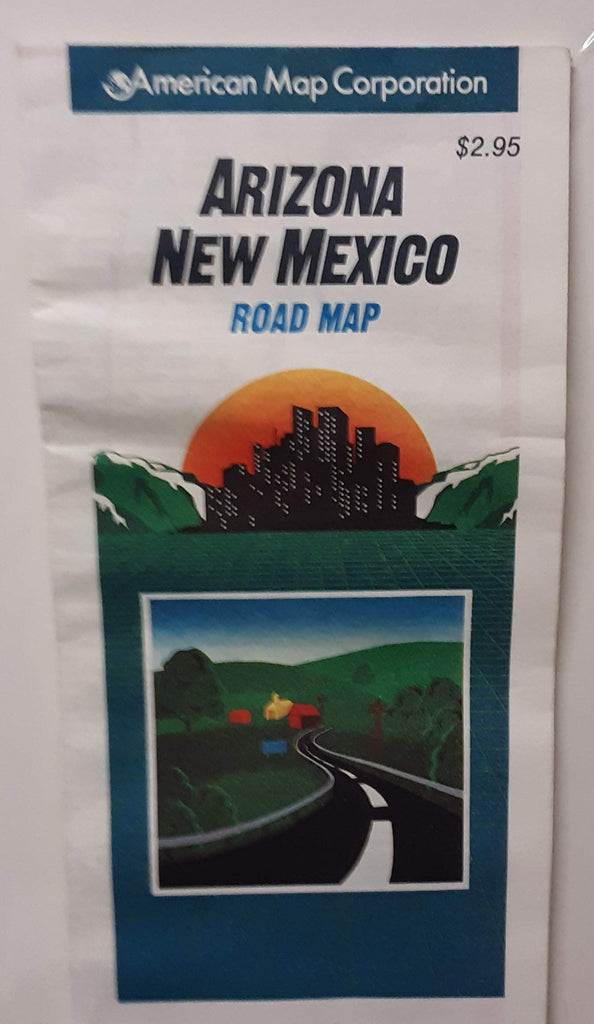 American Map Corporation
$2.95
ARIZONA
NEW MEXICO
ROAD MAP